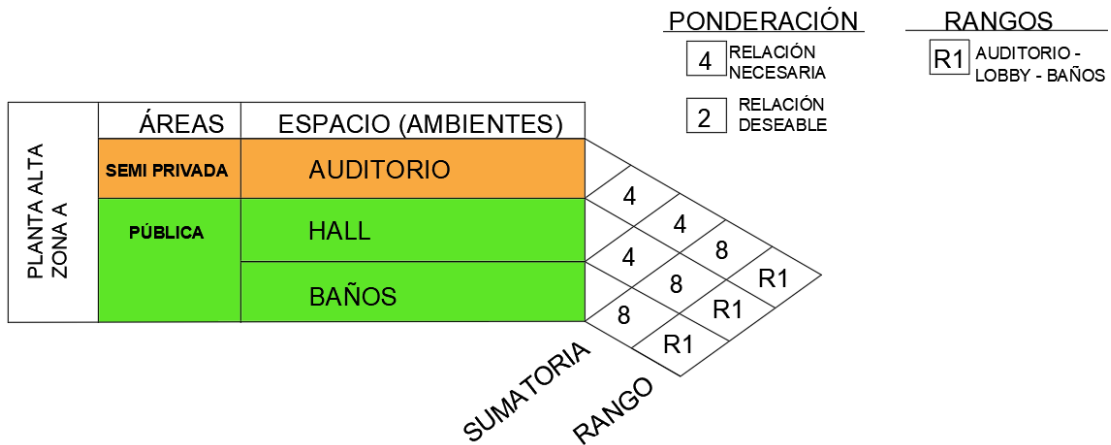 PONDERACIÓN
4 RELACIÓN
NECESARIA
2 RELACIÓN
DESEABLE
RANGOS
R1 AUDITORIO -
LOBBY - BAÑOS
PLANTA ALTA
ZONA A
ÁREAS ESPACIO (AMBIENTES)
SEMI PRIVADA AUDITORIO
PÚBLICA HALL
BAÑOS
4 4 8 R1
4 8 R1
8 R1
SUMATORIA
RANGO